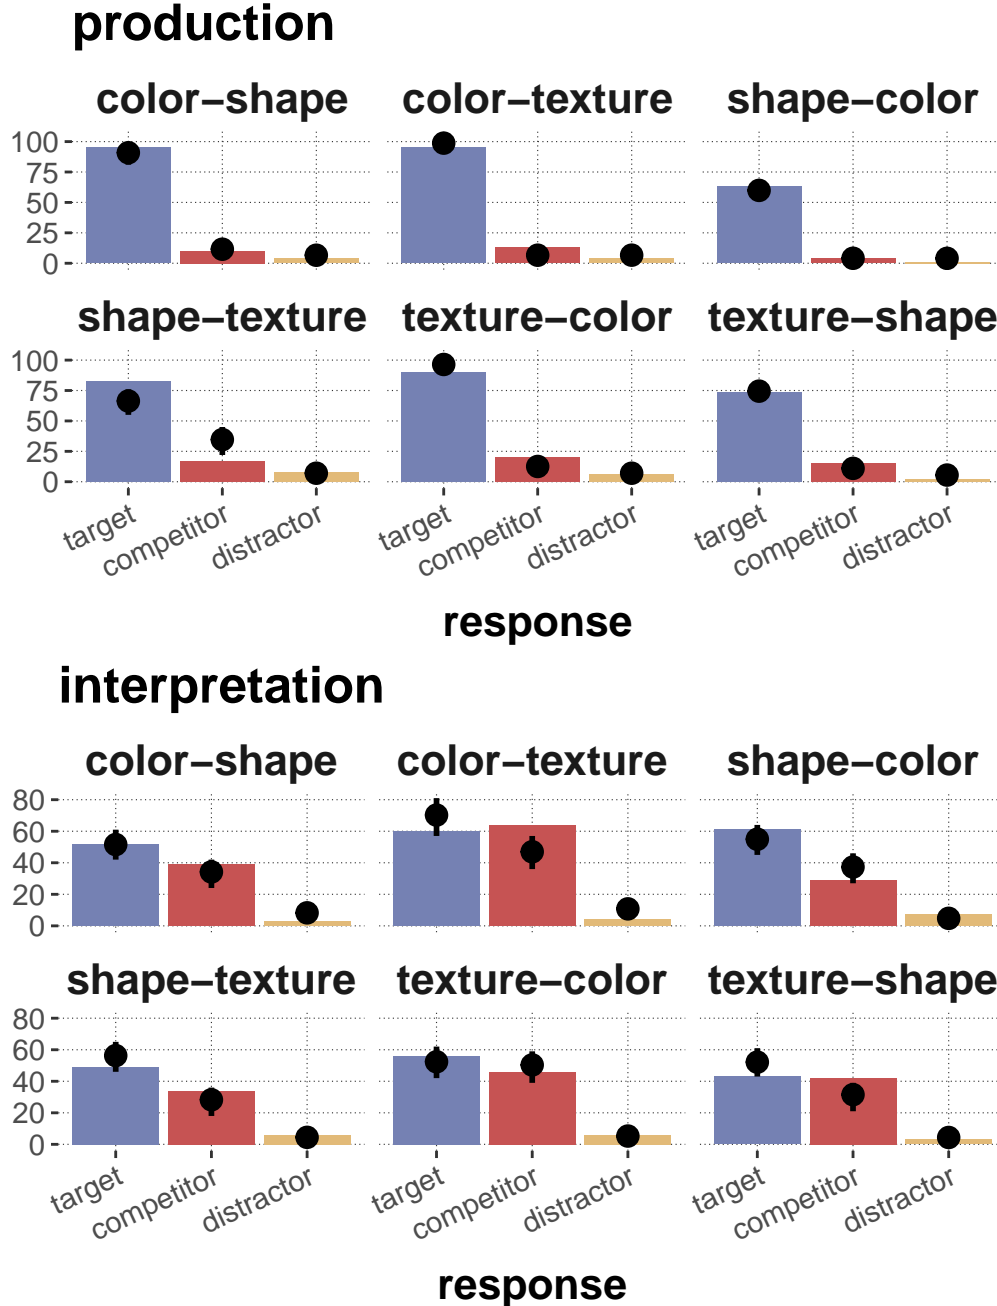 production
color–shape color–texture shape–color
100
75
50
25
0
shape–texture texture–color texture–shape
100
75
50
25
0
target competitor distractor target competitor distractor target competitor distractor
response
interpretation
color–shape color–texture shape–color
80
60
40
20
0
shape–texture texture–color texture–shape
80
60
40
20
0
target competitor distractor target competitor distractor target competitor distractor
response